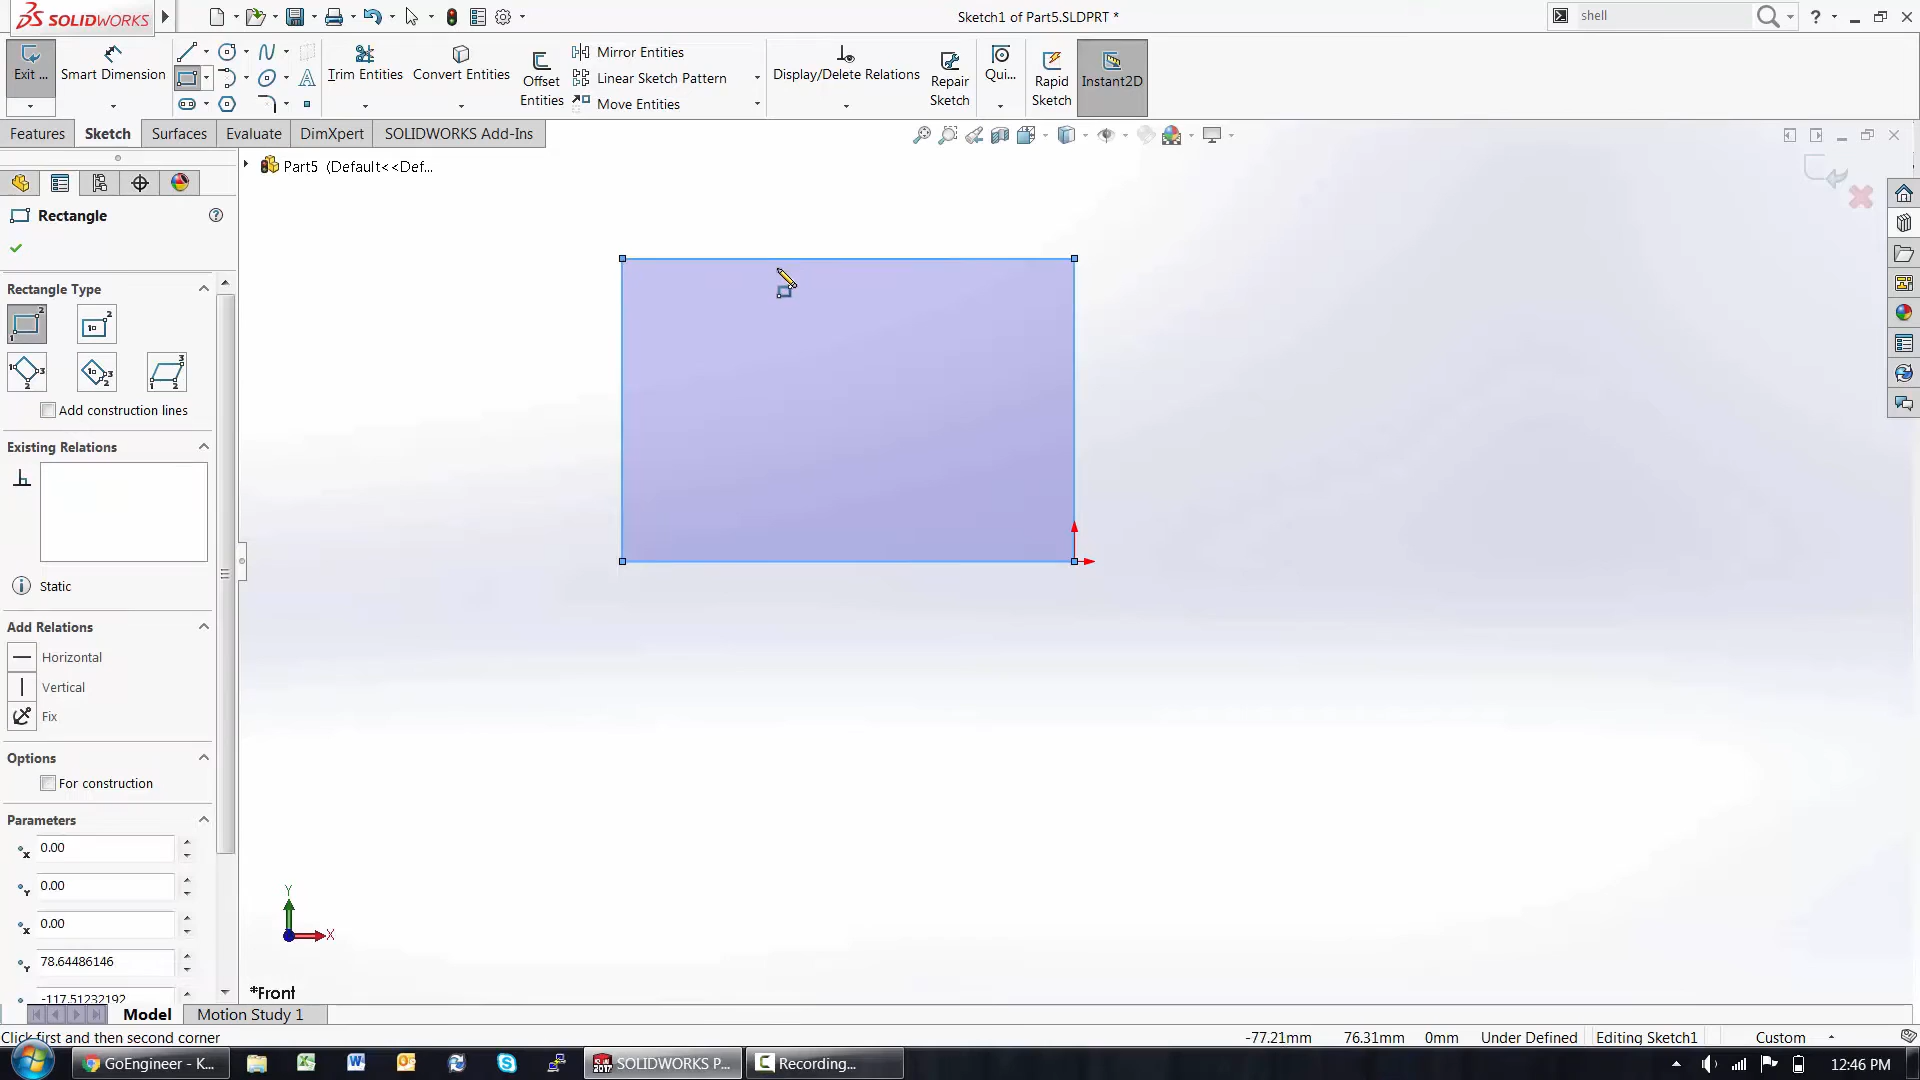 SOLIDWORKS
Sketch1 of Part5.SLDPRT *
shell
Exit ...
Smart Dimension
Trim Entities
Convert Entities
Offset
Entities
Mirror Entities
Linear Sketch Pattern
Move Entities
Display/Delete Relations
Repair
Sketch
Qui...
Rapid
Sketch
Instant2D
Features
Sketch
Surfaces
Evaluate
DimXpert
SOLIDWORKS Add-Ins
Part5 (Default<<Def...
Rectangle
Rectangle Type
Add construction lines
Existing Relations
Static
Add Relations
Horizontal
Vertical
Fix
Options
For construction
Parameters
0.00
0.00
0.00
78.64486146
-117.51232192
Y
X
*Front
Model
Motion Study 1
Click first and then second corner
-77.21mm
76.31mm
0mm
Under Defined
Editing Sketch1
Custom
GoEngineer - K...
SOLIDWORKS P...
Recording...
12:46 PM